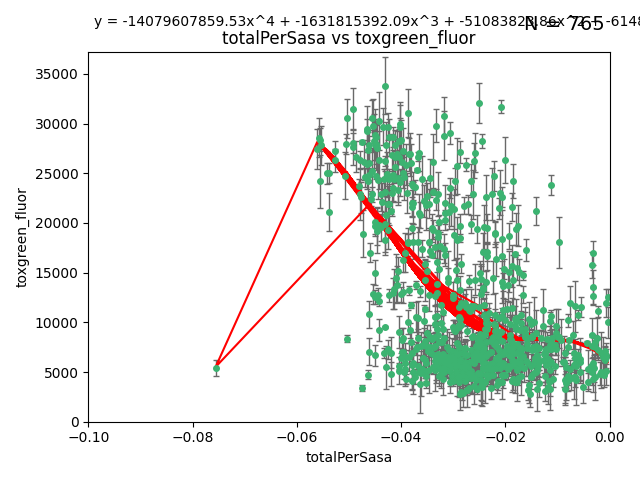 y = -14079607859.53x^4 + -1631815392.09x^3 + 
N = 765
totalPerSasa vs toxgreen_fluor
35000
30000
25000
20000
15000
10000
5000
0
toxgreen_fluor
−0.10
−0.08
−0.06
−0.04
−0.02
0.00
totalPerSasa